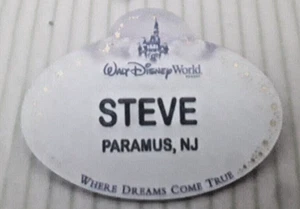 Walt Disney World
STEVE
PARAMUS, NJ
WHERE DREAMS COME TRUE